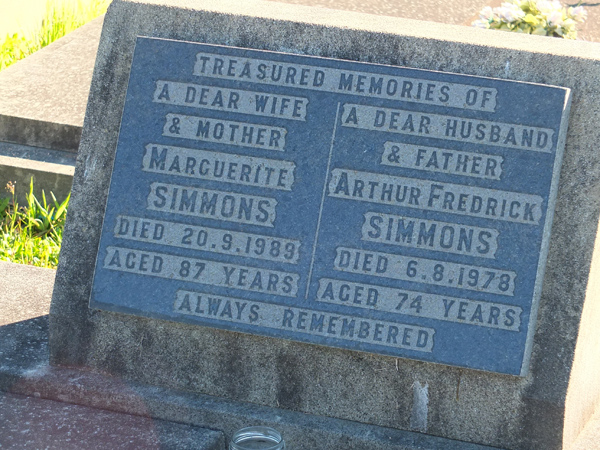 TREASURED MEMORIES OF
A DEAR WIFE
& MOTHER
MARGUERITE
SIMMONS
DIED 20.9.1989
AGED 87 YEARS
A DEAR HUSBAND
& FATHER
ARTHUR FREDRICK
SIMMONS
DIED 6.8.1978
AGED 74 YEARS
ALWAYS REMEMBERED